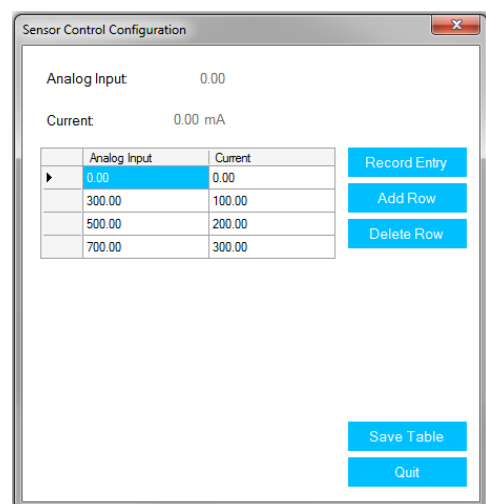 Sensor Control Configuration
Analog Input: 0.00
Current: 0.00 mA
Analog Input Current
0.00 0.00
300.00 100.00
500.00 200.00
700.00 300.00
Record Entry
Add Row
Delete Row
Save Table
Quit